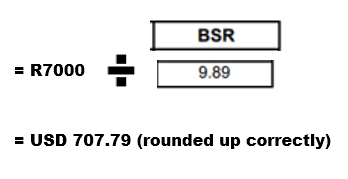 BSR
= R7000 ÷ 9.89
= USD 707.79 (rounded up correctly)